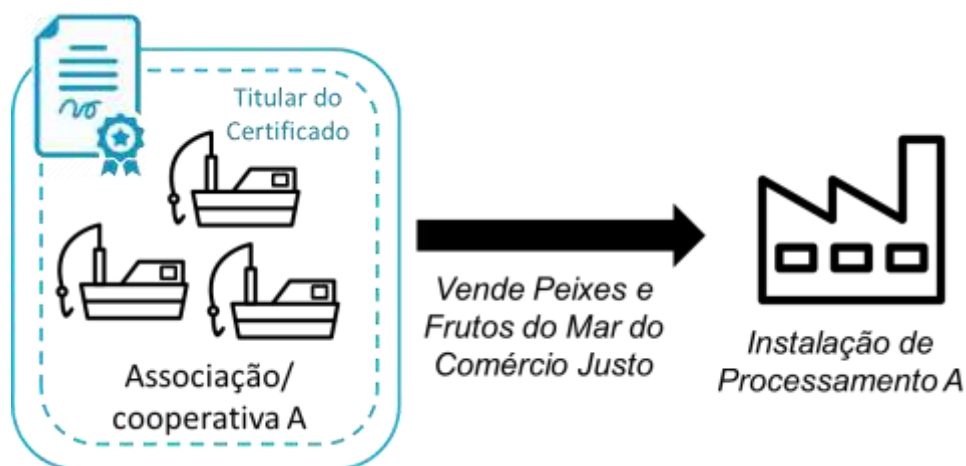 Titular do
Certificado
Associação/
cooperativa A
Vende Peixes e
Frutos do Mar do
Comércio Justo
Instalação de
Processamento A